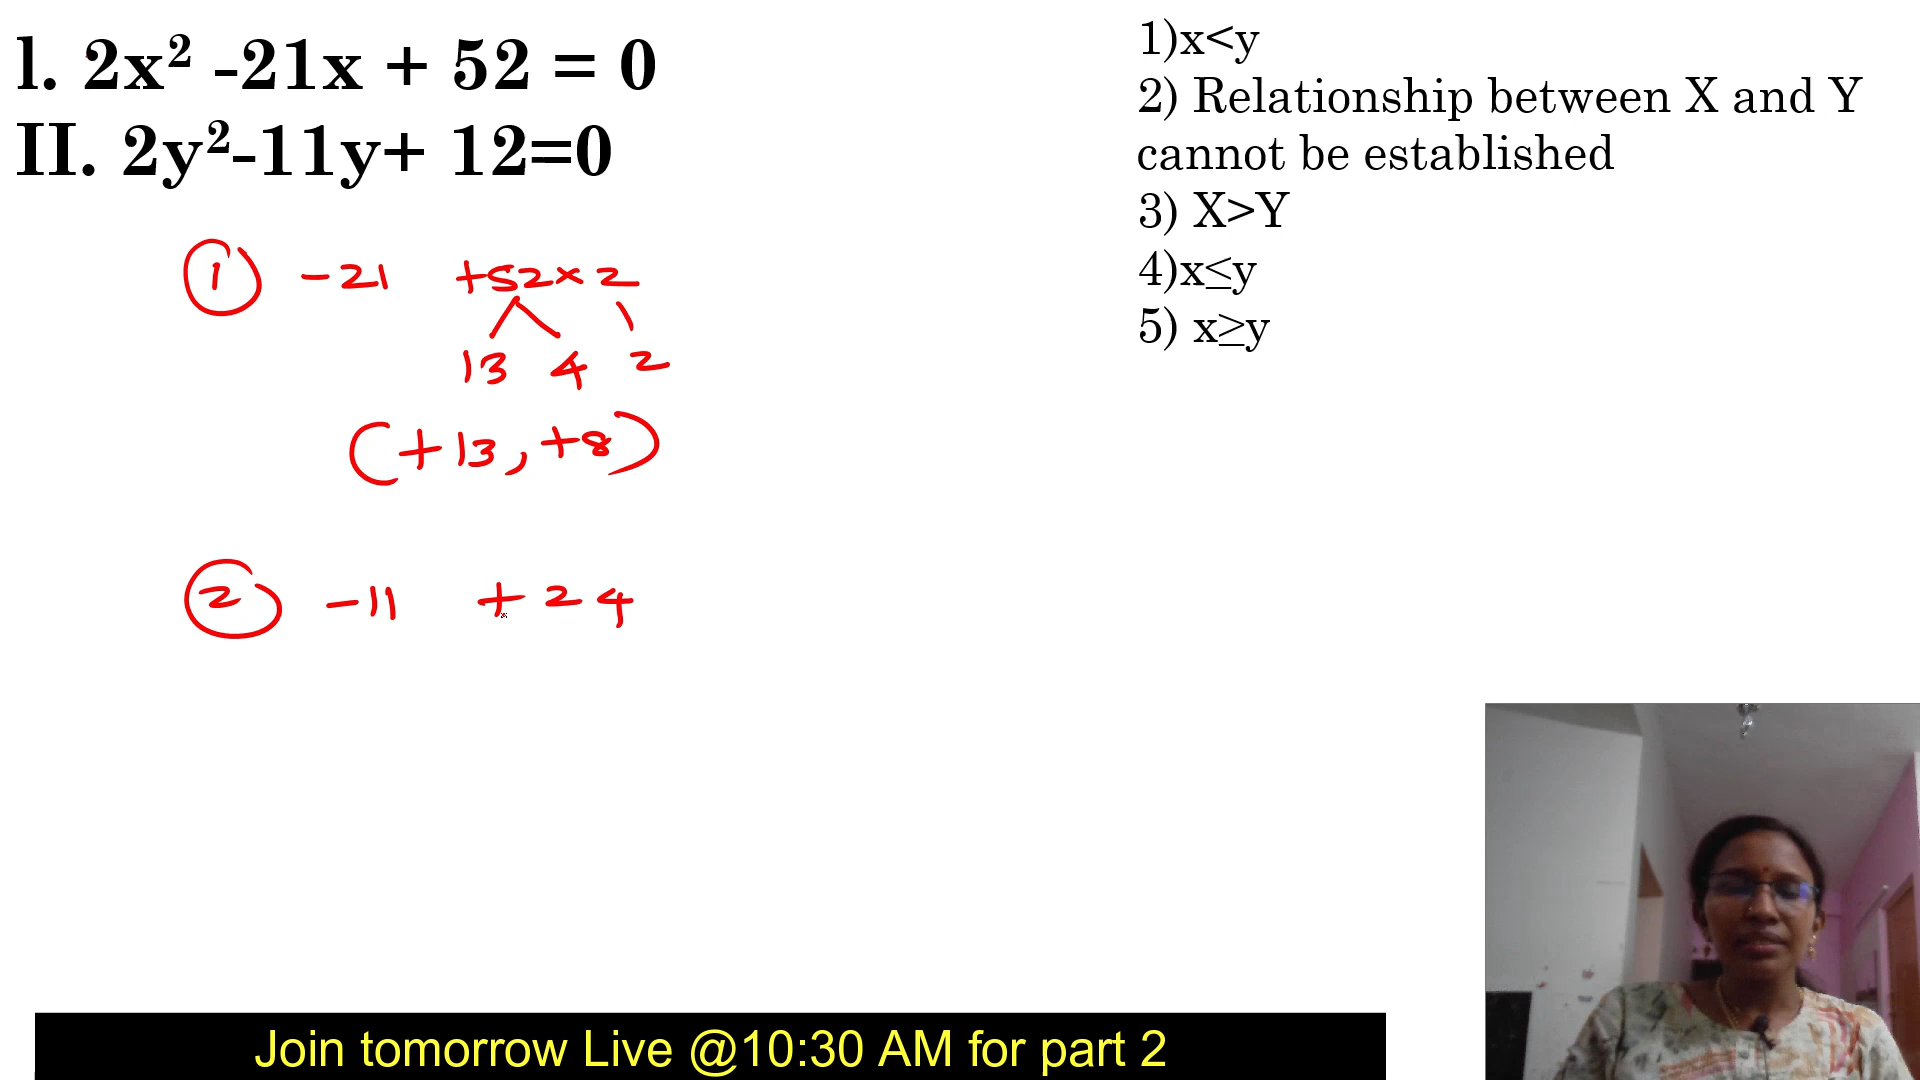 l. 2x² -21x + 52 = 0
II. 2y²-11y+ 12=0
1)x<y
2) Relationship between X and Y
cannot be established
3) X>Y
4)x≤y
5) x≥y
① -21 +52×2
13 4 2
(+13, +8)
② -11 +24
Join tomorrow Live @10:30 AM for part 2